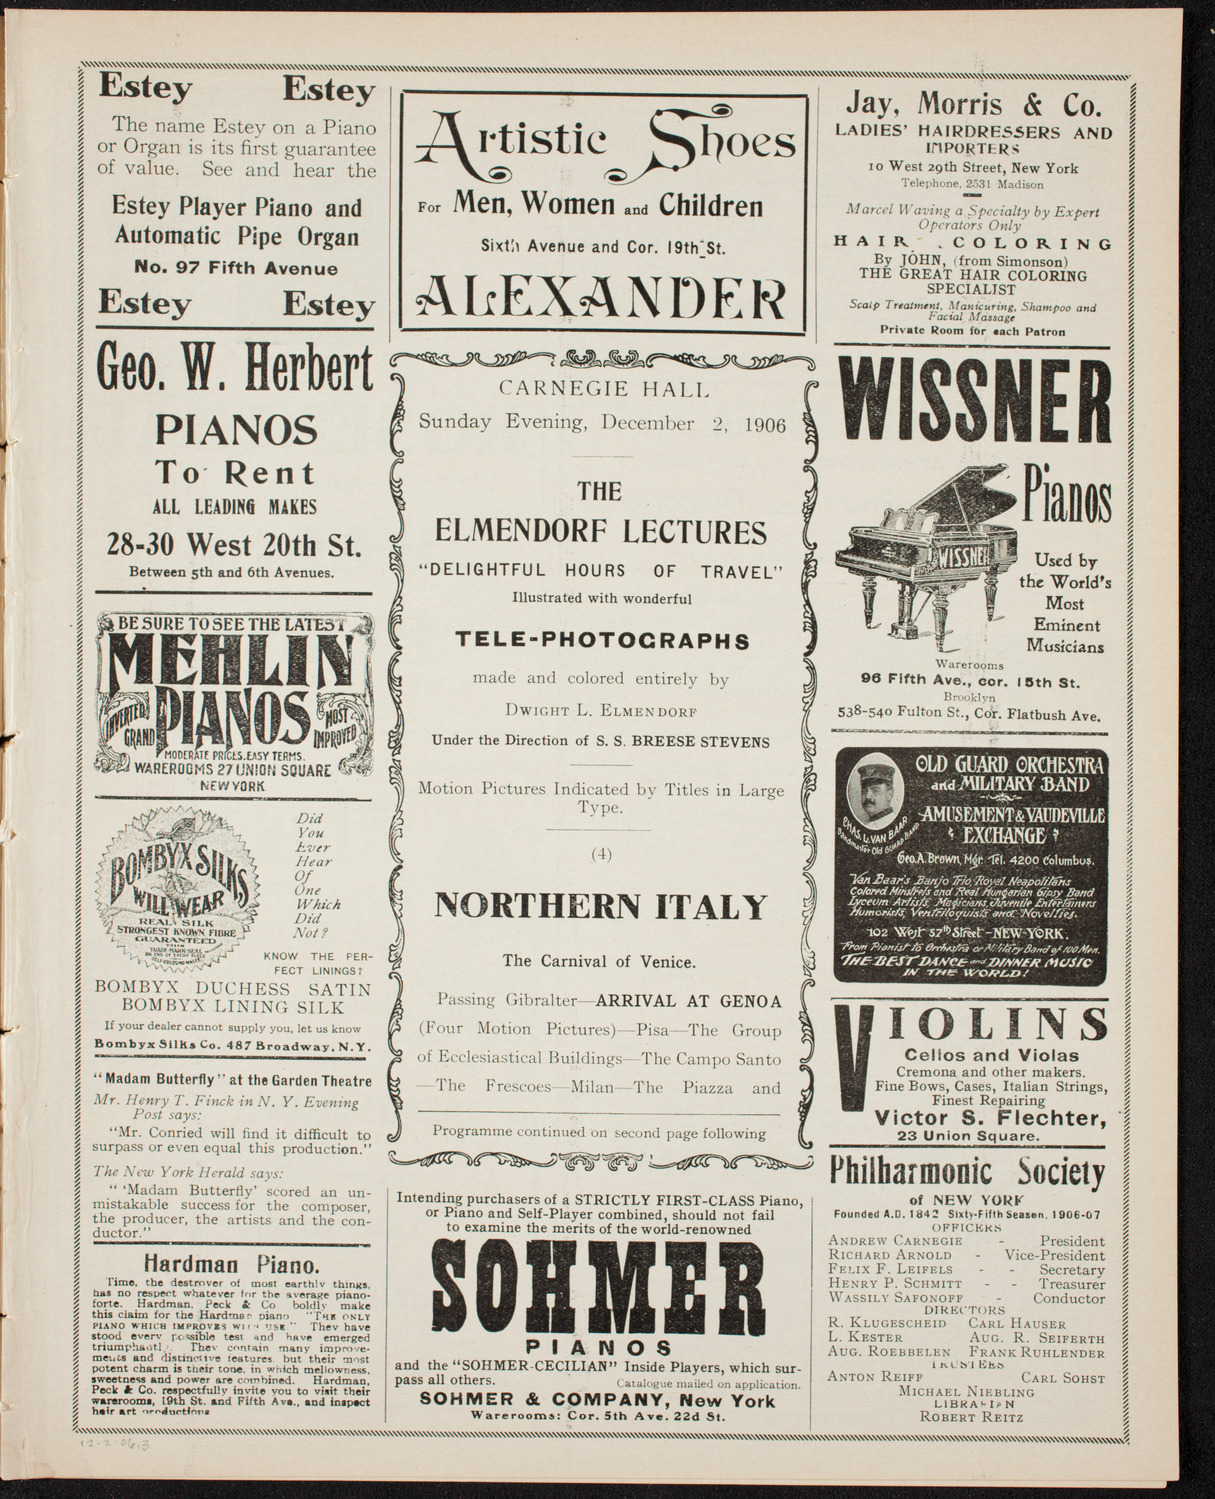 Estey Estey
The name Estey on a Piano
or Organ is its first guarantee
of value. See and hear the
Estey Player Piano and
Automatic Pipe Organ
No. 97 Fifth Avenue
Estey Estey
Geo. W. Herbert
PIANOS
To Rent
ALL LEADING MAKES
28-30 West 20th St.
Between 5th and 6th Avenues.
BE SURE TO SEE THE LATEST
MEHLIN
PIANOS
INVERTED GRAND
MOST IMPROVED
MODERATE PRICES. EASY TERMS.
WAREROOMS 27 UNION SQUARE
NEW YORK
BOMBYX SILKS
WILL WEAR
REAL SILK
STRONGEST KNOWN FIBRE
GUARANTEED
Did
You
Ever
Hear
Of
One
Which
Did
Not?
KNOW THE PER-
FECT LININGS?
BOMBYX DUCHESS SATIN
BOMBYX LINING SILK
If your dealer cannot supply you, let us know
Bombyx Silks Co. 487 Broadway, N.Y.
"Madam Butterfly" at the Garden Theatre
Mr. Henry T. Finck in N. Y. Evening
Post says:
"Mr. Conried will find it difficult to
surpass or even equal this production."
The New York Herald says:
" 'Madam Butterfly' scored an un-
mistakable success for the composer,
the producer, the artists and the con-
ductor."
Hardman Piano.
Time, the destroyer of most earthly things,
has no respect whatever for the average piano-
forte. Hardman, Peck & Co boldly make
this claim for the Hardman piano "THE ONLY
PIANO WHICH IMPROVES WITH USE" They have
stood every possible test and have emerged
triumphantly. They contain many improve-
ments and distinctive features but their most
potent charm is their tone, in which mellowness,
sweetness and power are combined. Hardman,
Peck & Co. respectfully invite you to visit their
warerooms, 19th St. and Fifth Ave., and inspect
heir art productions
12-2-06.3
Artistic Shoes
For Men, Women and Children
Sixth Avenue and Cor. 19th St.
ALEXANDER
CARNEGIE HALL
Sunday Evening, December 2, 1906
THE
ELMENDORF LECTURES
"DELIGHTFUL HOURS OF TRAVEL"
Illustrated with wonderful
TELE-PHOTOGRAPHS
made and colored entirely by
DWIGHT L. ELMENDORF
Under the Direction of S. S. BREESE STEVENS
Motion Pictures Indicated by Titles in Large
Type.
(4)
NORTHERN ITALY
The Carnival of Venice.
Passing Gibralter—ARRIVAL AT GENOA
(Four Motion Pictures)—Pisa—The Group
of Ecclesiastical Buildings—The Campo Santo
—The Frescoes—Milan—The Piazza and
Programme continued on second page following
Intending purchasers of a STRICTLY FIRST-CLASS Piano,
or Piano and Self-Player combined, should not fail
to examine the merits of the world-renowned
SOHMER
PIANOS
and the "SOHMER-CECILIAN" Inside Players, which sur-
pass all others. Catalogue mailed on application.
SOHMER & COMPANY, New York
Warerooms: Cor. 5th Ave. 22d St.
Jay, Morris & Co.
LADIES' HAIRDRESSERS AND
IMPORTERS
10 West 29th Street, New York
Telephone, 2531 Madison
Marcel Waving a Specialty by Expert
Operators Only
HAIR COLORING
By JOHN, (from Simonson)
THE GREAT HAIR COLORING
SPECIALIST
Scalp Treatment, Manicuring, Shampoo and
Facial Massage
Private Room for each Patron
WISSNER
Pianos
WISSNER
Used by
the World's
Most
Eminent
Musicians
Warerooms
96 Fifth Ave., cor. 15th St.
Brooklyn
538-540 Fulton St., Cor. Flatbush Ave.
OLD GUARD ORCHESTRA
and MILITARY BAND
AMUSEMENT & VAUDEVILLE
EXCHANGE
CHAS. L. VAN BAAR
Bandmaster Old Guard Band
Geo. A. Brown, Mgr. Tel. 4200 Columbus.
Van Baar's Banjo Trio, Royal Neapolitans
Colored Minstrels and Real Hungarian Gipsy Band
Lyceum Artists, Magicians, Juvenile Entertainers
Humorists, Ventriloquists and Novelties.
102 West 57th Street—NEW-YORK.
From Pianist to Orchestra or Military Band of 100 Men.
THE BEST DANCE and DINNER MUSIC
IN THE WORLD!
VIOLINS
Cellos and Violas
Cremona and other makers.
Fine Bows, Cases, Italian Strings,
Finest Repairing
Victor S. Flechter,
23 Union Square.
Philharmonic Society
of NEW YORK
Founded A.D. 1842 Sixty-Fifth Season, 1906-07
OFFICERS
ANDREW CARNEGIE - President
RICHARD ARNOLD - Vice-President
FELIX F. LEIFELS - - Secretary
HENRY P. SCHMITT - - Treasurer
WASSILY SAFONOFF - Conductor
DIRECTORS
R. KLUGESCHEID CARL HAUSER
L. KESTER AUG. R. SEIFERTH
AUG. ROEBBELEN FRANK RUHLENDER
TRUSTEES
ANTON REIFF CARL SOHST
MICHAEL NIEBLING
LIBRARIAN
ROBERT REITZ